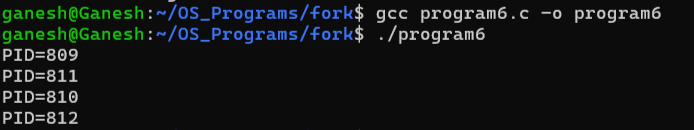 ganesh@Ganesh:~/OS_Programs/fork$ gcc program6.c -o program6
ganesh@Ganesh:~/OS_Programs/fork$ ./program6
PID=809
PID=811
PID=810
PID=812